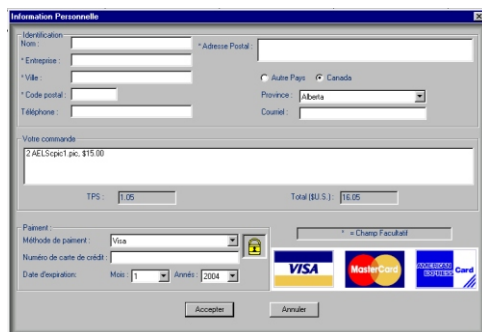 Information Personnelle
Identification
Nom :
* Adresse Postal :
* Entreprise :
* Ville :
Autre Pays Canada
* Code postal :
Province : Alberta
Téléphone :
Courriel :
Votre commande
2 AELScpic1.pic, $15.00
TPS : 1.05 Total ($U.S.) : 16.05
Paiment :
Méthode de paiment : Visa
* = Champ Facultatif
Numéro de carte de crédit :
Date d'expiration: Mois : 1 Année : 2004
VISA MasterCard AMERICAN EXPRESS Card
Accepter Annuler